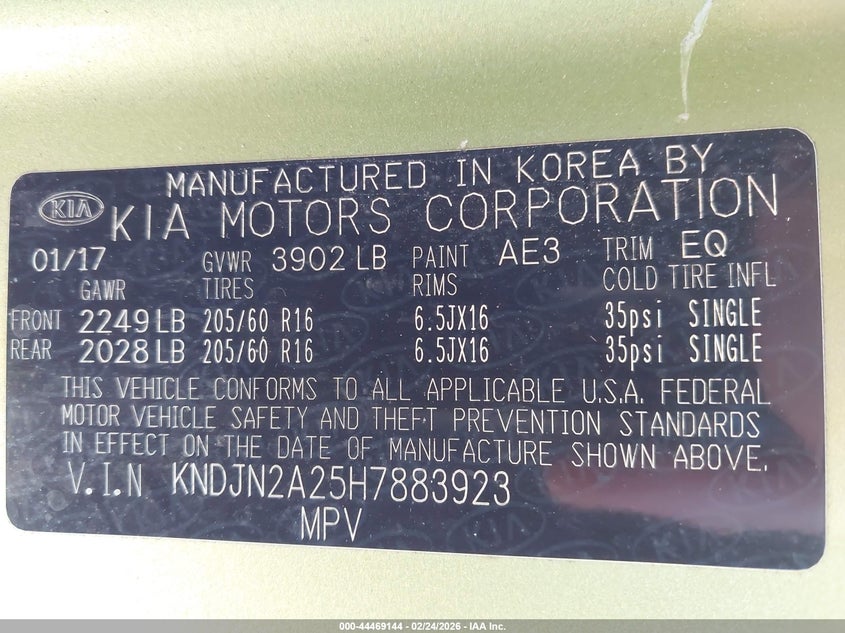 MANUFACTURED IN KOREA BY
KIA KIA MOTORS CORPORATION
01/17 GVWR 3902 LB PAINT AE3 TRIM EQ
GAWR TIRES RIMS COLD TIRE INFL
FRONT 2249 LB 205/60 R16 6.5JX16 35psi SINGLE
REAR 2028 LB 205/60 R16 6.5JX16 35psi SINGLE
THIS VEHICLE CONFORMS TO ALL APPLICABLE U.S.A. FEDERAL
MOTOR VEHICLE SAFETY AND THEFT PREVENTION STANDARDS
IN EFFECT ON THE DATE OF MANUFACTURE SHOWN ABOVE.
V.I.N KNDJN2A25H7883923
MPV
000-44469144 - 02/24/2026 - IAA Inc.